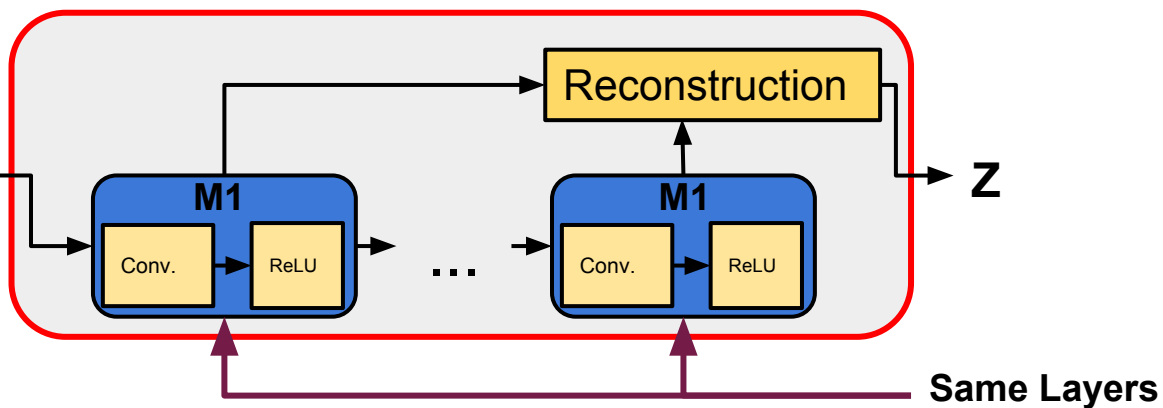 Reconstruction
Z
M1
M1
Conv.
ReLU
...
Conv.
ReLU
Same Layers